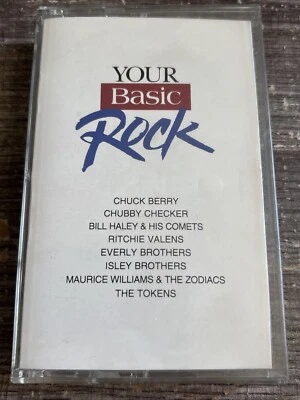 YOUR
Basic
Rock
CHUCK BERRY
CHUBBY CHECKER
BILL HALEY & HIS COMETS
RITCHIE VALENS
EVERLY BROTHERS
ISLEY BROTHERS
MAURICE WILLIAMS & THE ZODIACS
THE TOKENS